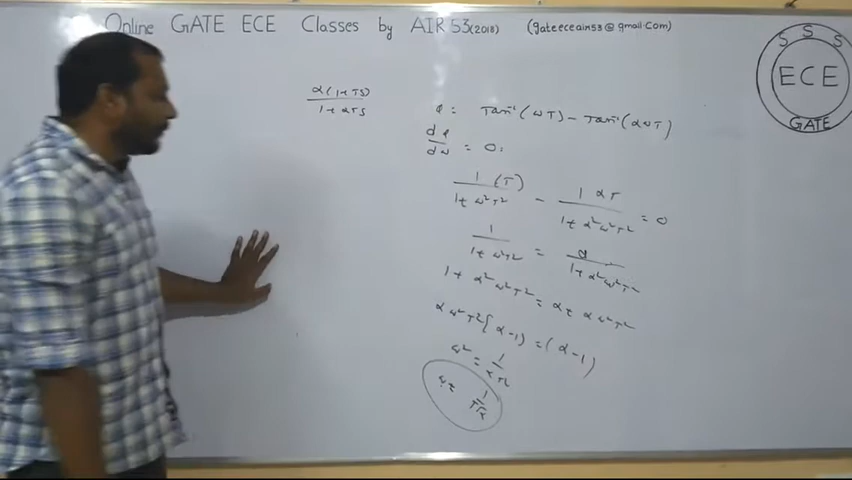 Online GATE ECE Classes by AIR 53(2018) (gateeceair53@gmail.com)
SSS
ECE
GATE
α(1+TS)
1+αTS
φ = Tan⁻¹(ωT) - Tan⁻¹(αωT)
dφ/dω = 0
1/(1+ω²T²) (T) - 1 αT/(1+α²ω²T²) = 0
1/(1+ω²T²) = α/(1+α²ω²T²)
1+α²ω²T² = α+αω²T²
αω²T²(α-1) = (α-1)
ω² = 1/αT²
ω = 1/T√α